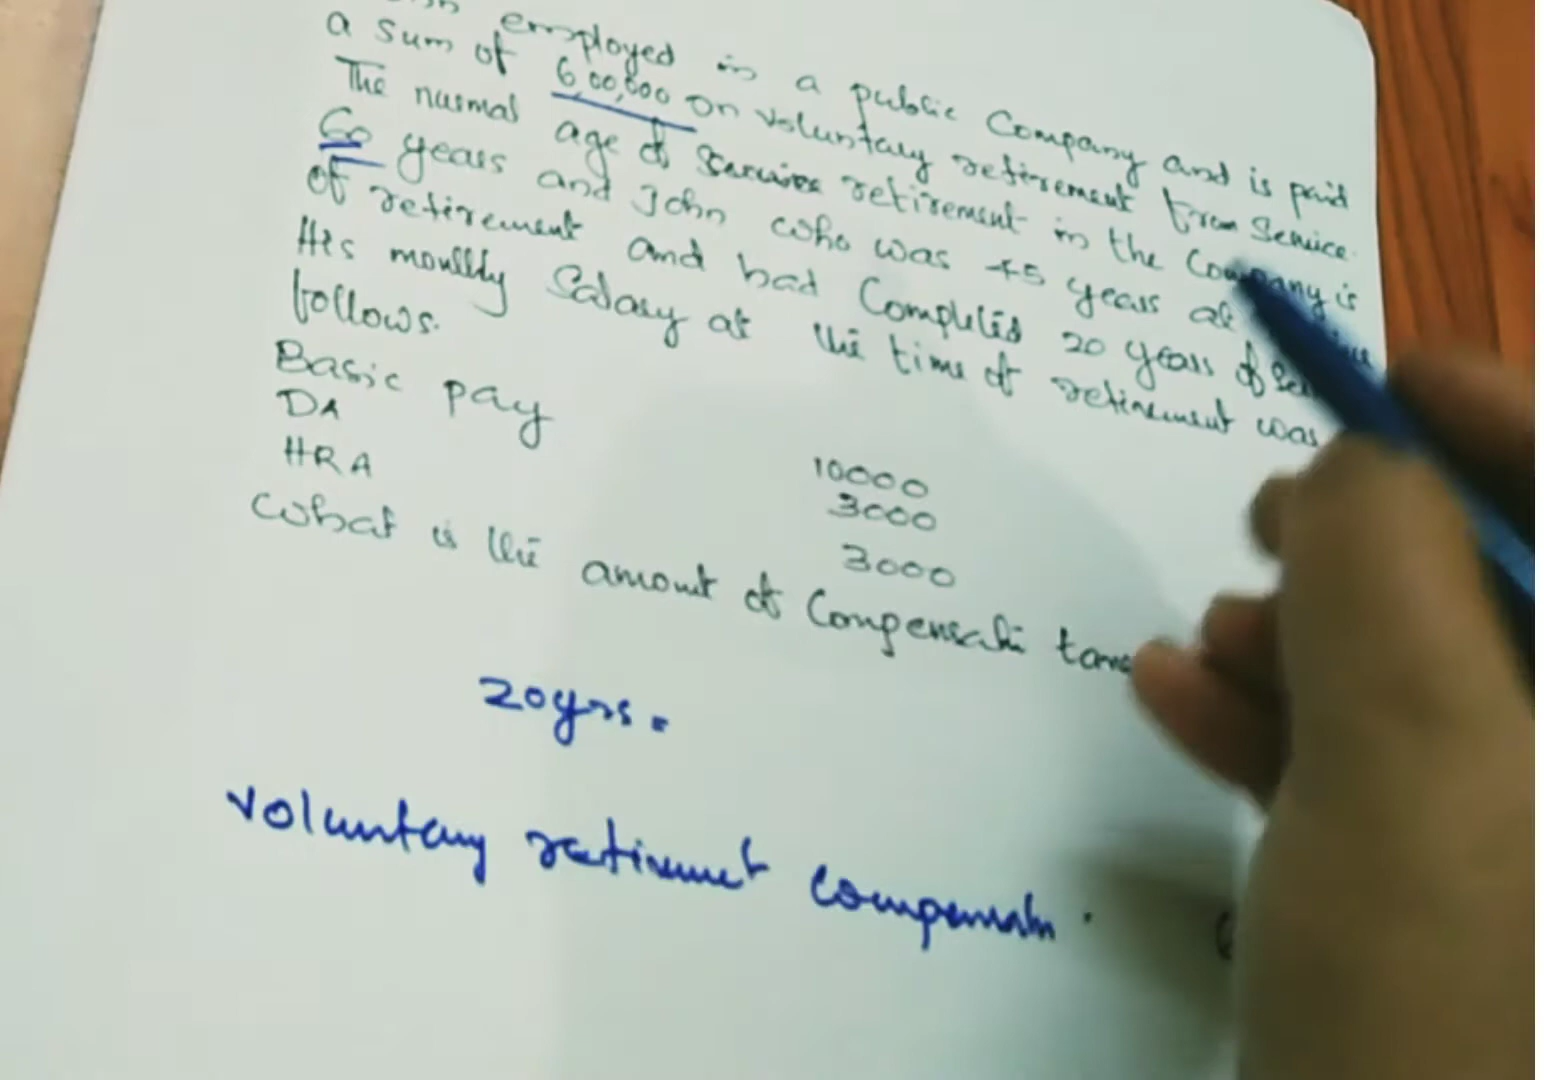 employed in a public Company and is paid
a sum of 6,00,000 on voluntary retirement from Service.
The normal age of Service retirement in the Company is
60 years and John who was 45 years at
of retirement and had Completed 20 years of
His monthly Salary at the time of retirement was
follows.
Basic pay 10000
DA 3000
HRA 3000
What is the amount of Compensati
20yrs =
voluntary retirement compensatn .